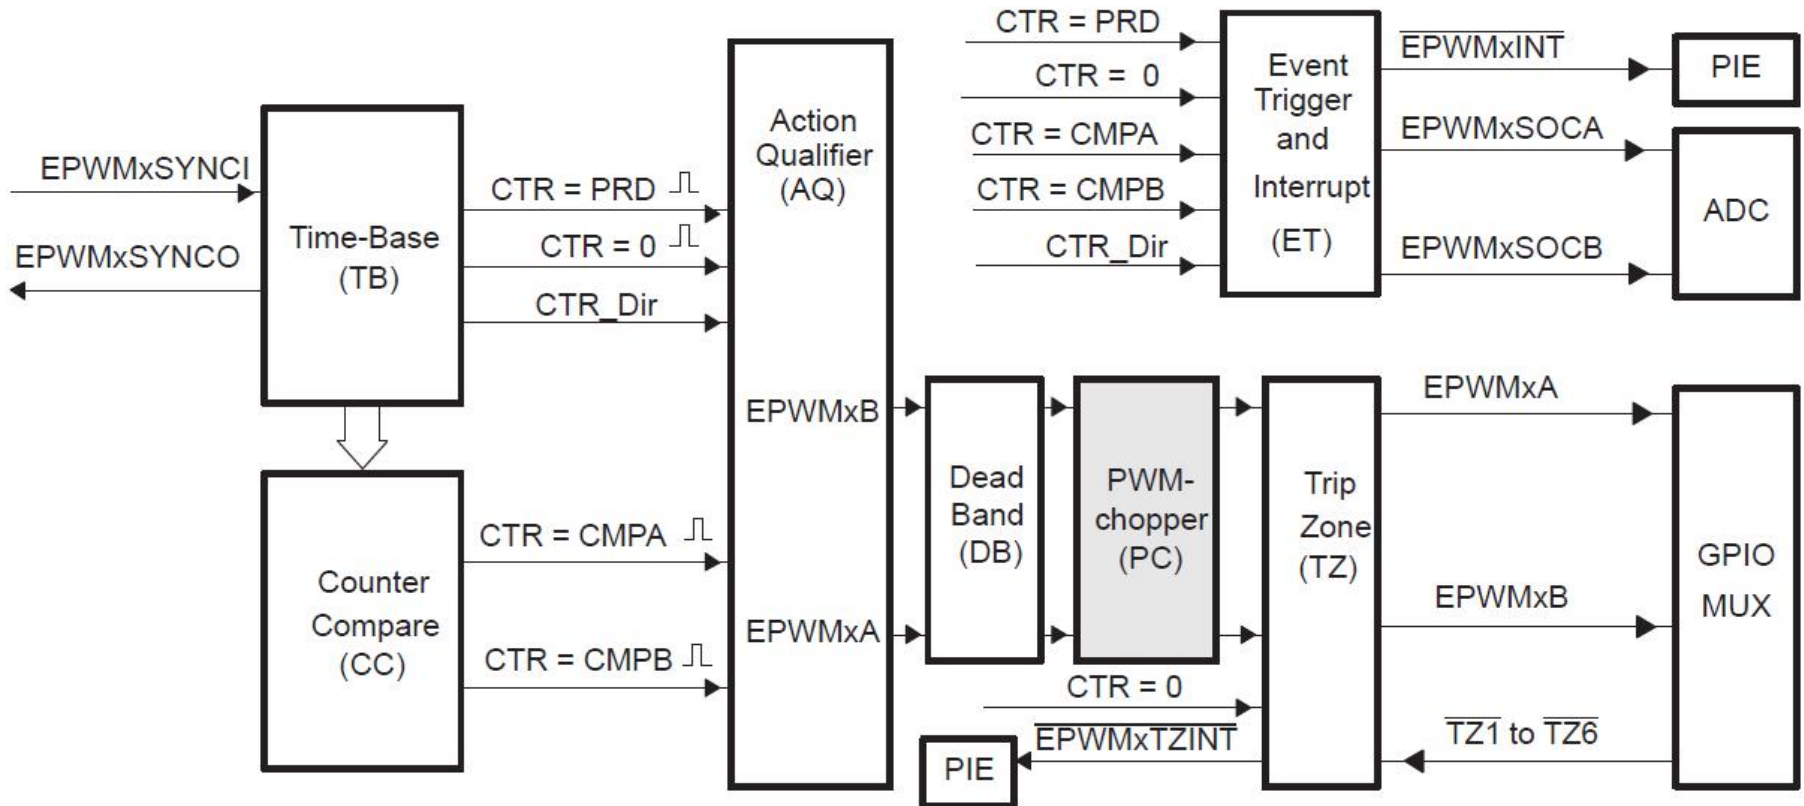 EPWMxSYNCI
EPWMxSYNCO
Time-Base
(TB)
CTR = PRD
CTR = 0
CTR_Dir
Counter
Compare
(CC)
CTR = CMPA
CTR = CMPB
Action
Qualifier
(AQ)
EPWMxB
EPWMxA
CTR = PRD
CTR = 0
CTR = CMPA
CTR = CMPB
CTR_Dir
Event
Trigger
and
Interrupt
(ET)
EPWMxINT
EPWMxSOCA
EPWMxSOCB
PIE
ADC
Dead
Band
(DB)
PWM-
chopper
(PC)
CTR = 0
EPWMxTZINT
PIE
Trip
Zone
(TZ)
EPWMxA
EPWMxB
TZ1 to TZ6
GPIO
MUX